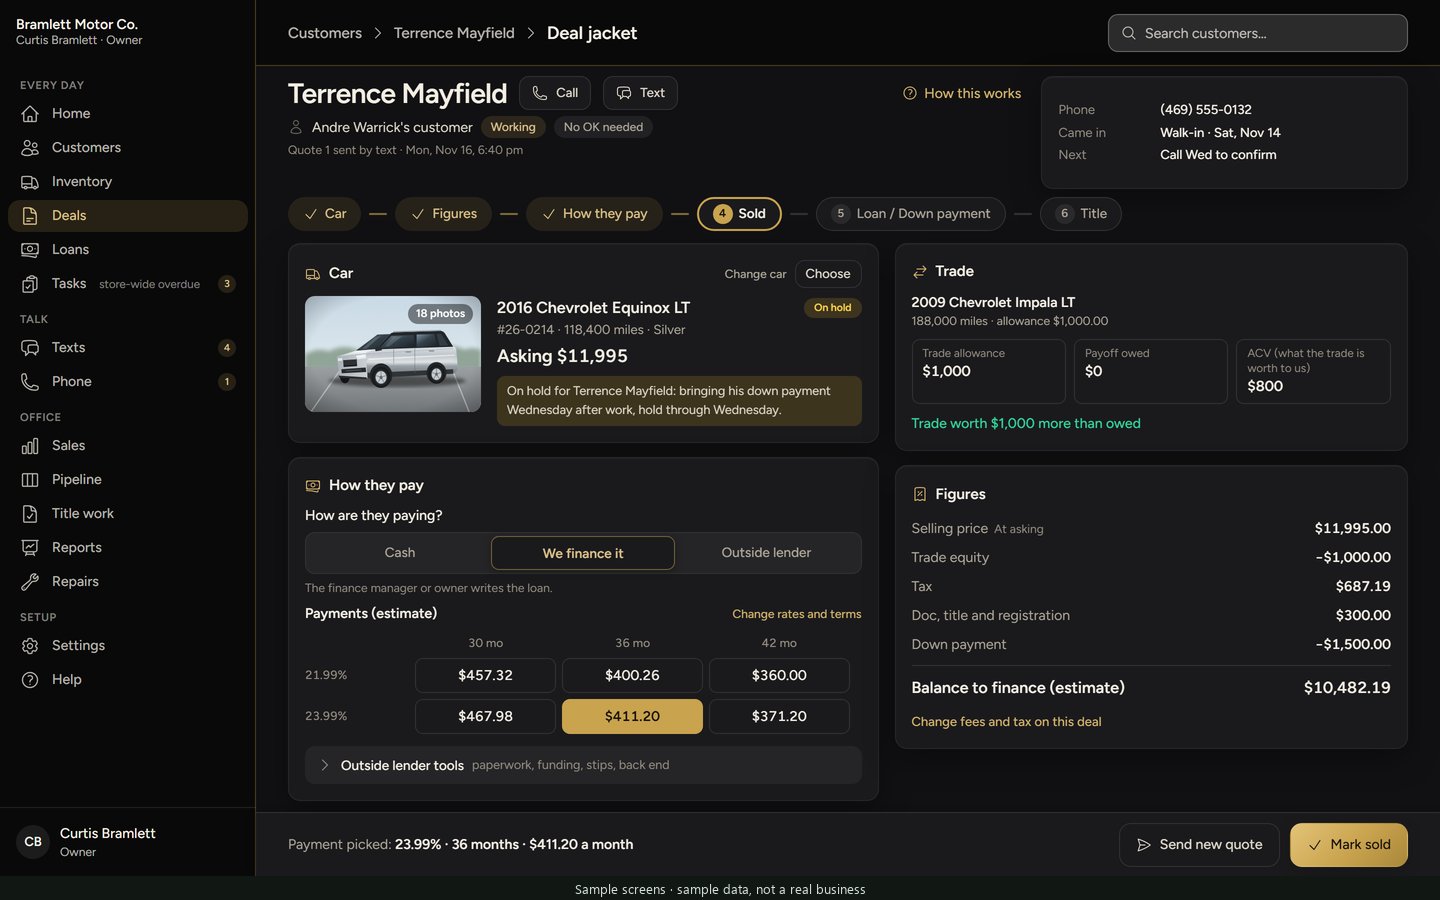 Bramlett Motor Co.
Curtis Bramlett · Owner
EVERY DAY
Home
Customers
Inventory
Deals
Loans
Tasks store-wide overdue 3
TALK
Texts 4
Phone 1
OFFICE
Sales
Pipeline
Title work
Reports
Repairs
SETUP
Settings
Help
CB
Curtis Bramlett
Owner
Customers > Terrence Mayfield > Deal jacket
Search customers...
Terrence Mayfield Call Text
Andre Warrick's customer Working No OK needed
Quote 1 sent by text · Mon, Nov 16, 6:40 pm
How this works
Phone (469) 555-0132
Came in Walk-in · Sat, Nov 14
Next Call Wed to confirm
Car Figures How they pay 4 Sold 5 Loan / Down payment 6 Title
Car
Change car Choose
18 photos
2016 Chevrolet Equinox LT On hold
#26-0214 · 118,400 miles · Silver
Asking $11,995
On hold for Terrence Mayfield: bringing his down payment
Wednesday after work, hold through Wednesday.
How they pay
How are they paying?
Cash We finance it Outside lender
The finance manager or owner writes the loan.
Payments (estimate) Change rates and terms
30 mo 36 mo 42 mo
21.99% $457.32 $400.26 $360.00
23.99% $467.98 $411.20 $371.20
Outside lender tools paperwork, funding, stips, back end
Trade
2009 Chevrolet Impala LT
188,000 miles · allowance $1,000.00
Trade allowance
$1,000
Payoff owed
$0
ACV (what the trade is
worth to us)
$800
Trade worth $1,000 more than owed
Figures
Selling price At asking $11,995.00
Trade equity −$1,000.00
Tax $687.19
Doc, title and registration $300.00
Down payment −$1,500.00
Balance to finance (estimate) $10,482.19
Change fees and tax on this deal
Payment picked: 23.99% · 36 months · $411.20 a month
Send new quote
Mark sold
Sample screens · sample data, not a real business